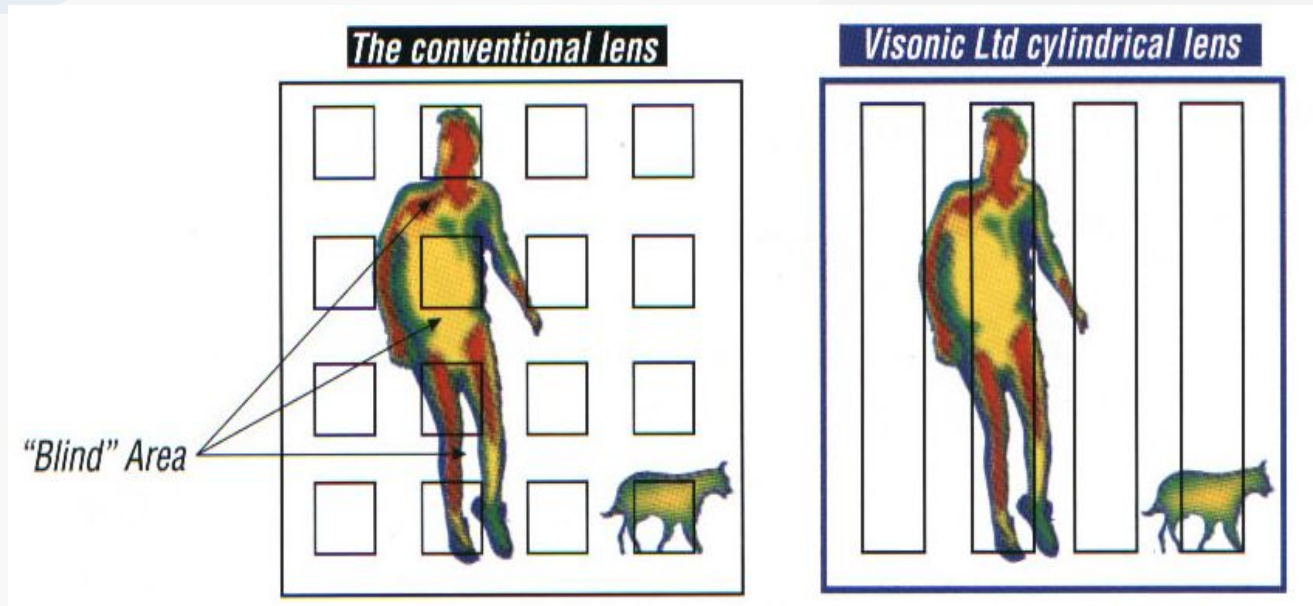 The conventional lens
Visonic Ltd cylindrical lens
“Blind” Area